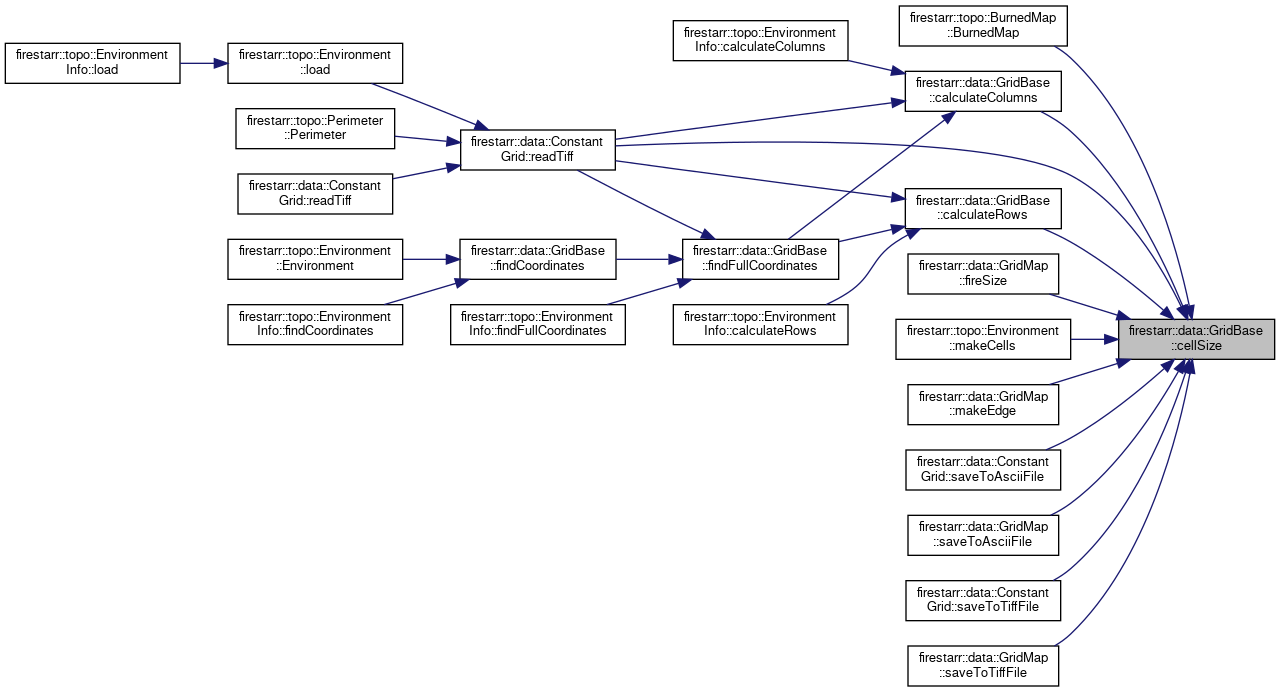 firestarr::topo::BurnedMap
::BurnedMap
firestarr::topo::Environment
Info::calculateColumns
firestarr::topo::Environment
Info::load
firestarr::topo::Environment
::load
firestarr::data::GridBase
::calculateColumns
firestarr::topo::Perimeter
::Perimeter
firestarr::data::Constant
Grid::readTiff
firestarr::data::Constant
Grid::readTiff
firestarr::data::GridBase
::calculateRows
firestarr::topo::Environment
::Environment
firestarr::data::GridBase
::findCoordinates
firestarr::data::GridBase
::findFullCoordinates
firestarr::data::GridMap
::fireSize
firestarr::topo::Environment
Info::findCoordinates
firestarr::topo::Environment
Info::findFullCoordinates
firestarr::topo::Environment
Info::calculateRows
firestarr::topo::Environment
::makeCells
firestarr::data::GridBase
::cellSize
firestarr::data::GridMap
::makeEdge
firestarr::data::Constant
Grid::saveToAsciiFile
firestarr::data::GridMap
::saveToAsciiFile
firestarr::data::Constant
Grid::saveToTiffFile
firestarr::data::GridMap
::saveToTiffFile